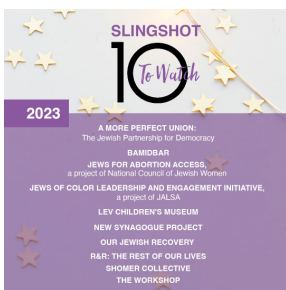 SLINGSHOT
10
To Watch
2023
A MORE PERFECT UNION:
The Jewish Partnership for Democracy
BAMIDBAR
JEWS FOR ABORTION ACCESS,
a project of National Council of Jewish Women
JEWS OF COLOR LEADERSHIP AND ENGAGEMENT INITIATIVE,
a project of JALSA
LEV CHILDREN'S MUSEUM
NEW SYNAGOGUE PROJECT
OUR JEWISH RECOVERY
R&R: THE REST OF OUR LIVES
SHOMER COLLECTIVE
THE WORKSHOP